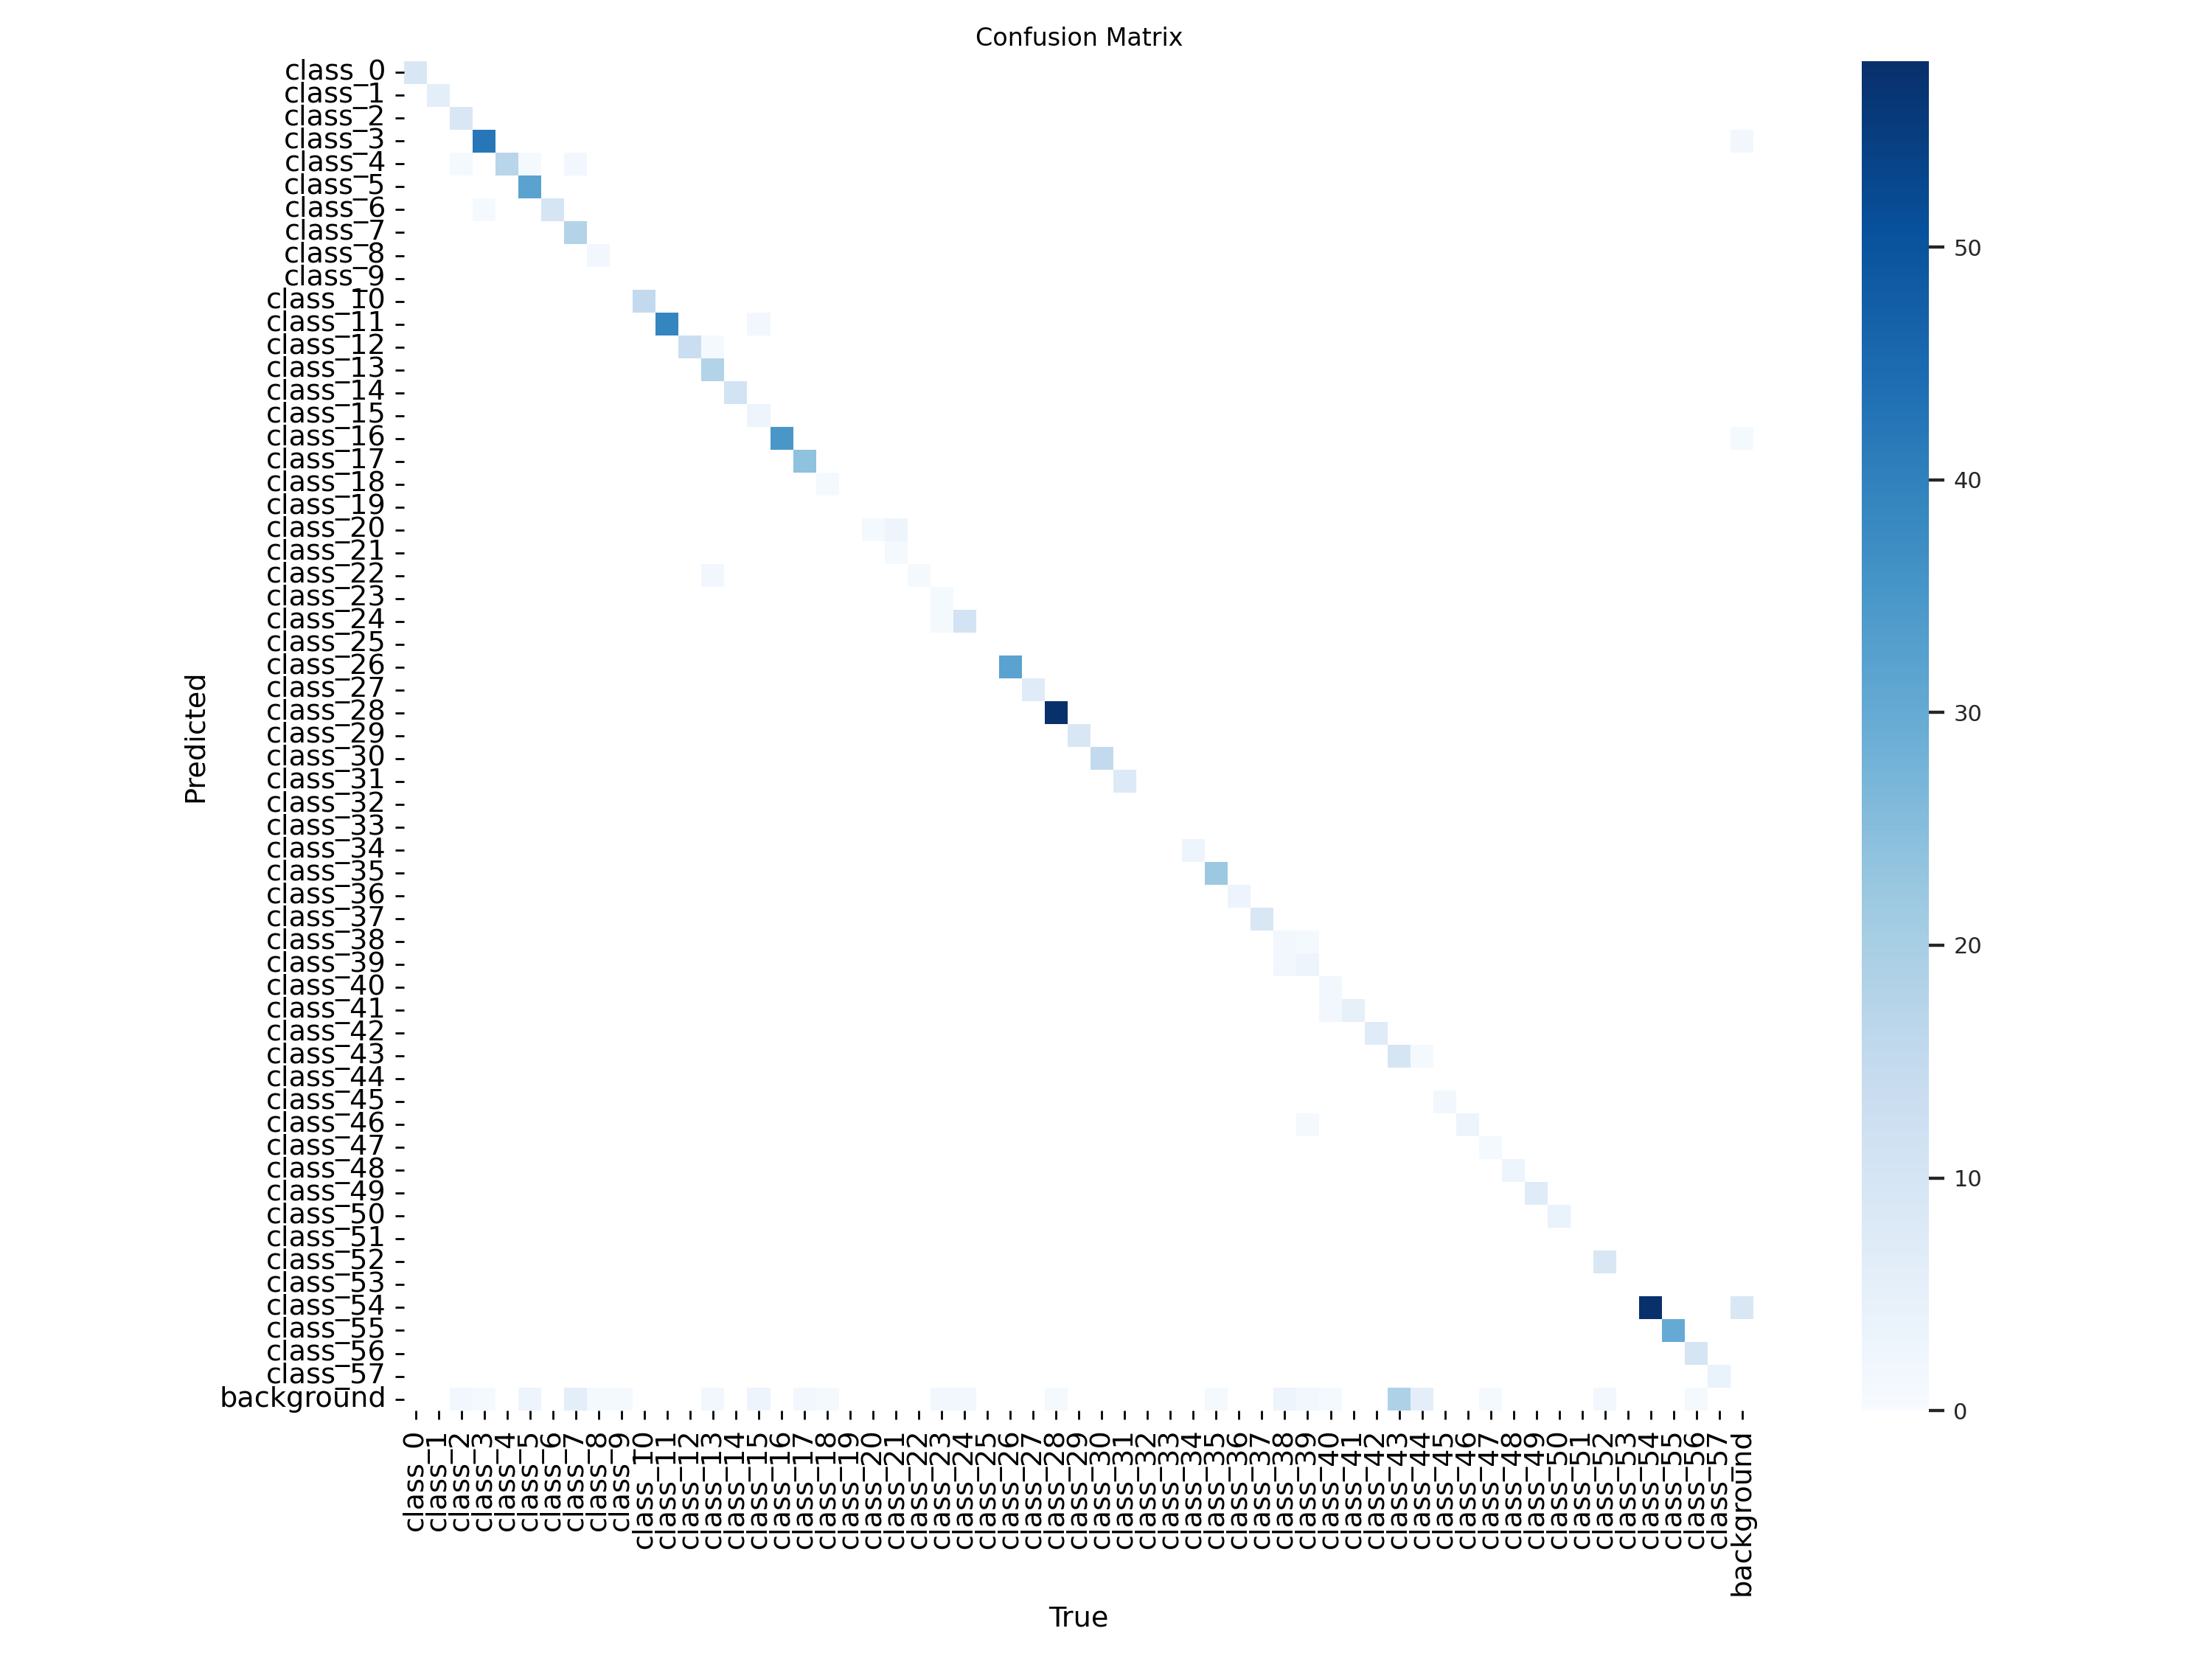 Confusion Matrix
Predicted
class_0
class_1
class_2
class_3
class_4
class_5
class_6
class_7
class_8
class_9
class_10
class_11
class_12
class_13
class_14
class_15
class_16
class_17
class_18
class_19
class_20
class_21
class_22
class_23
class_24
class_25
class_26
class_27
class_28
class_29
class_30
class_31
class_32
class_33
class_34
class_35
class_36
class_37
class_38
class_39
class_40
class_41
class_42
class_43
class_44
class_45
class_46
class_47
class_48
class_49
class_50
class_51
class_52
class_53
class_54
class_55
class_56
class_57
background
class_0
class_1
class_2
class_3
class_4
class_5
class_6
class_7
class_8
class_9
class_10
class_11
class_12
class_13
class_14
class_15
class_16
class_17
class_18
class_19
class_20
class_21
class_22
class_23
class_24
class_25
class_26
class_27
class_28
class_29
class_30
class_31
class_32
class_33
class_34
class_35
class_36
class_37
class_38
class_39
class_40
class_41
class_42
class_43
class_44
class_45
class_46
class_47
class_48
class_49
class_50
class_51
class_52
class_53
class_54
class_55
class_56
class_57
background
True
50
40
30
20
10
0